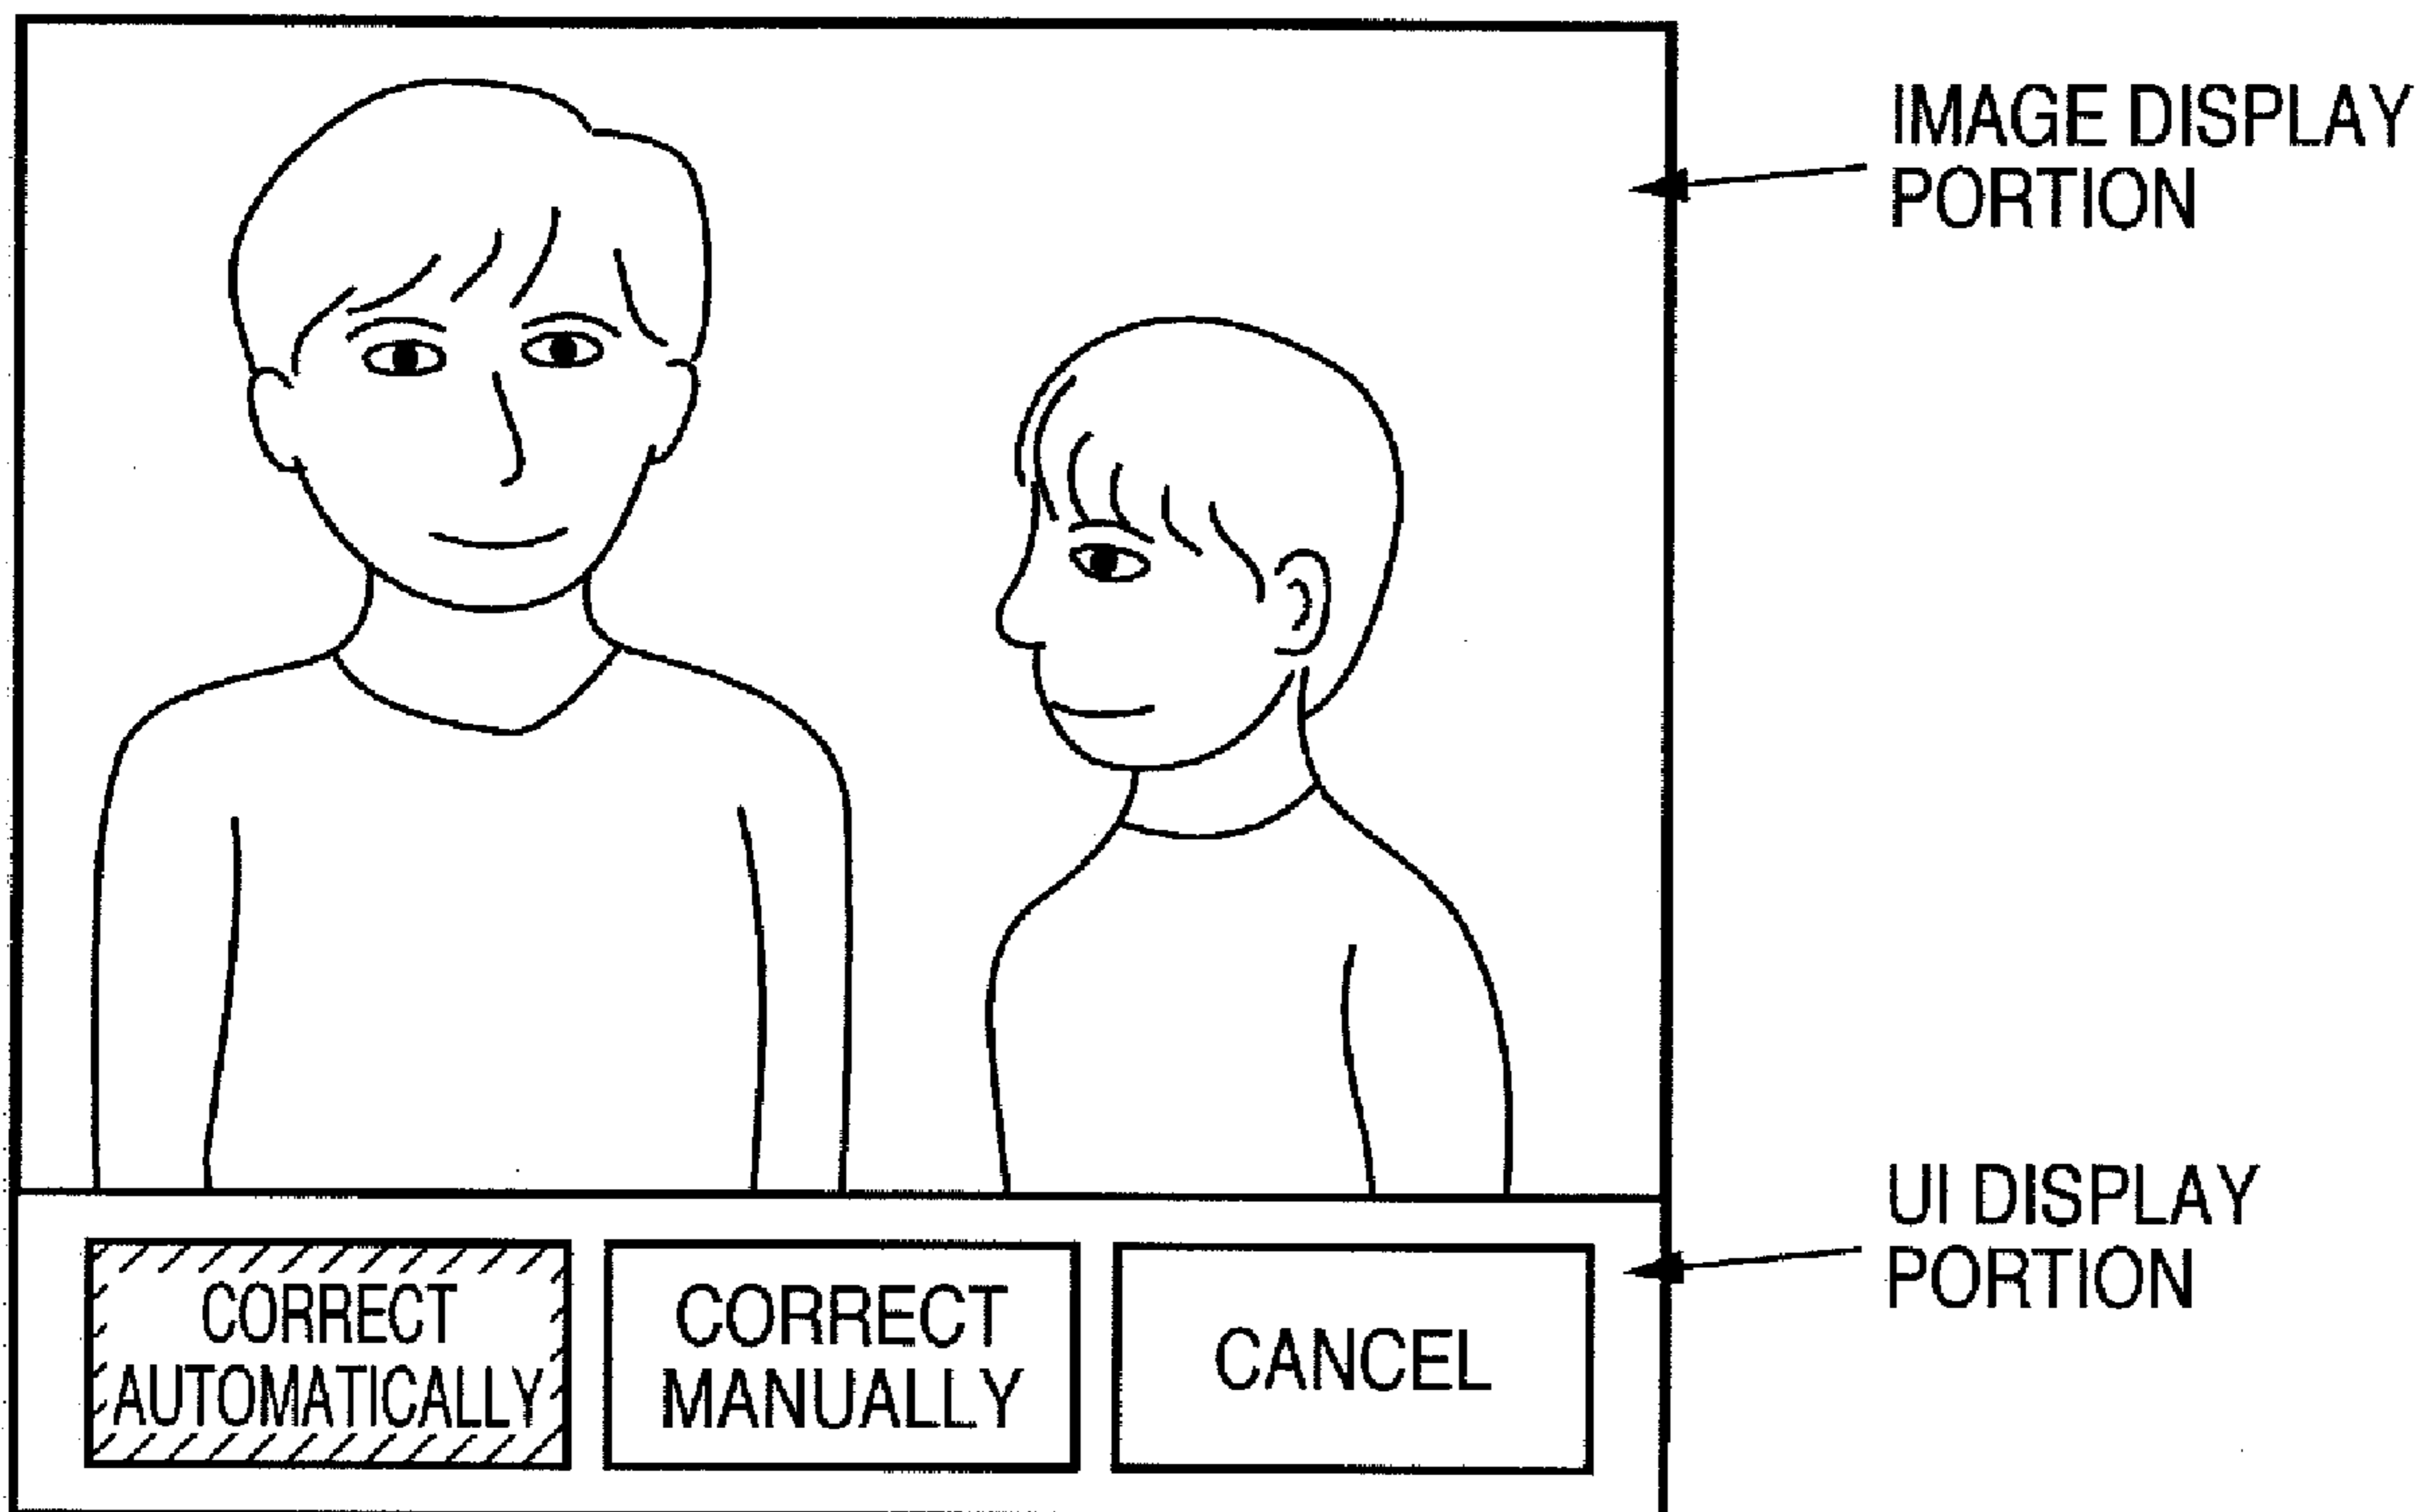 IMAGE DISPLAY
PORTION
UI DISPLAY
PORTION
CORRECT
AUTOMATICALLY
CORRECT
MANUALLY
CANCEL